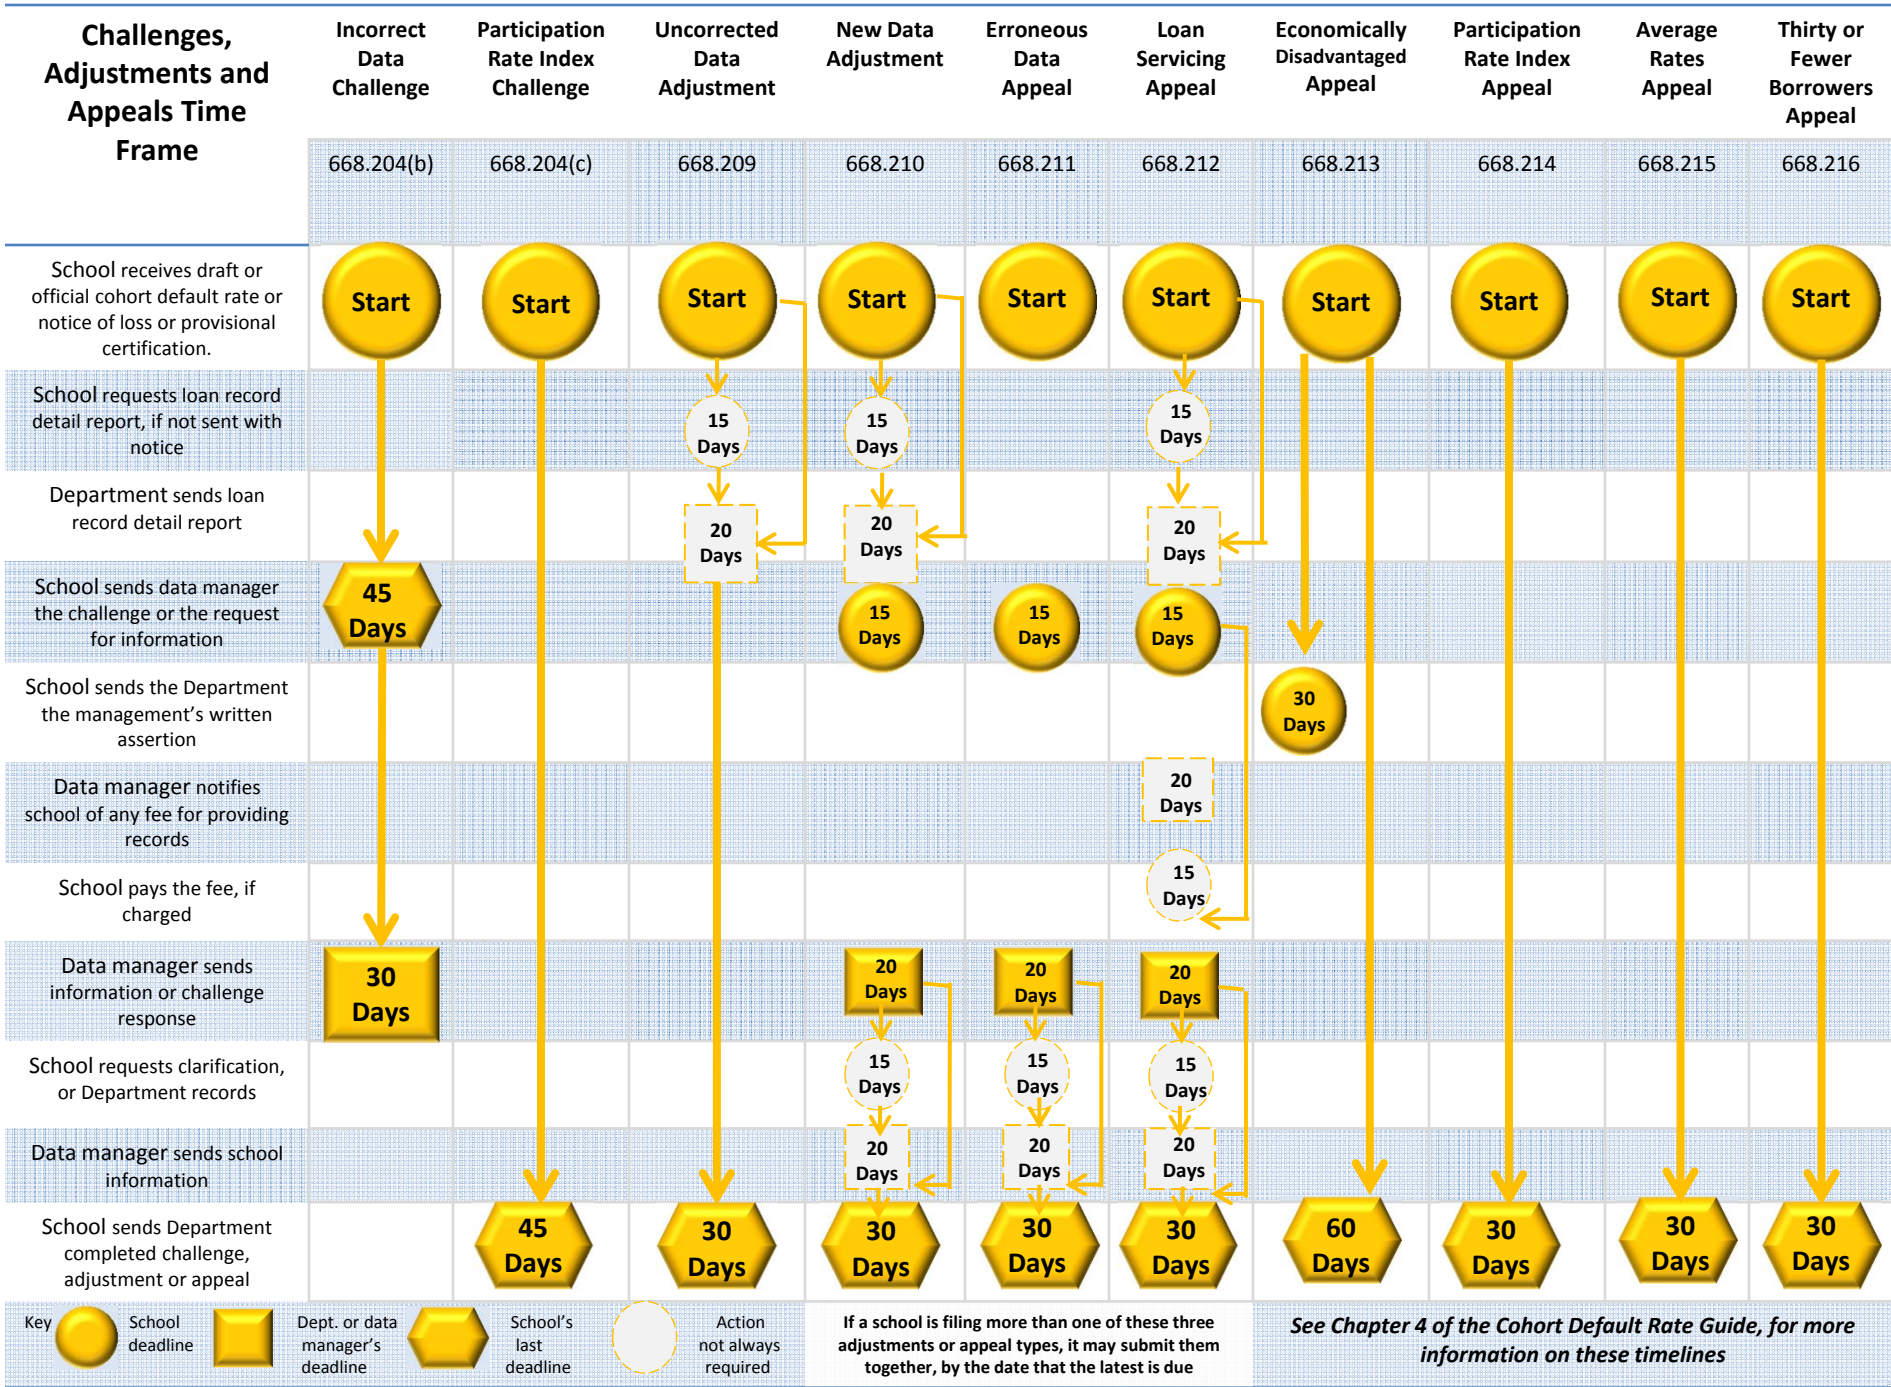 Challenges,
Adjustments and
Appeals Time
Frame
Incorrect
Data
Challenge
Participation
Rate Index
Challenge
Uncorrected
Data
Adjustment
New Data
Adjustment
Erroneous
Data
Appeal
Loan
Servicing
Appeal
Economically
Disadvantaged
Appeal
Participation
Rate Index
Appeal
Average
Rates
Appeal
Thirty or
Fewer
Borrowers
Appeal
668.204(b)
668.204(c)
668.209
668.210
668.211
668.212
668.213
668.214
668.215
668.216
School receives draft or
official cohort default rate or
notice of loss or provisional
certification.
Start
Start
Start
Start
Start
Start
Start
Start
Start
Start
School requests loan record
detail report, if not sent with
notice
15
Days
15
Days
15
Days
Department sends loan
record detail report
20
Days
20
Days
20
Days
School sends data manager
the challenge or the request
for information
45
Days
15
Days
15
Days
15
Days
School sends the Department
the management's written
assertion
30
Days
Data manager notifies
school of any fee for providing
records
20
Days
School pays the fee, if
charged
15
Days
Data manager sends
information or challenge
response
30
Days
20
Days
20
Days
20
Days
School requests clarification,
or Department records
15
Days
15
Days
15
Days
Data manager sends school
information
20
Days
20
Days
20
Days
School sends Department
completed challenge,
adjustment or appeal
45
Days
30
Days
30
Days
30
Days
30
Days
60
Days
30
Days
30
Days
30
Days
Key
School
deadline
Dept. or data
manager's
deadline
School's
last
deadline
Action
not always
required
If a school is filing more than one of these three
adjustments or appeal types, it may submit them
together, by the date that the latest is due
See Chapter 4 of the Cohort Default Rate Guide, for more
information on these timelines